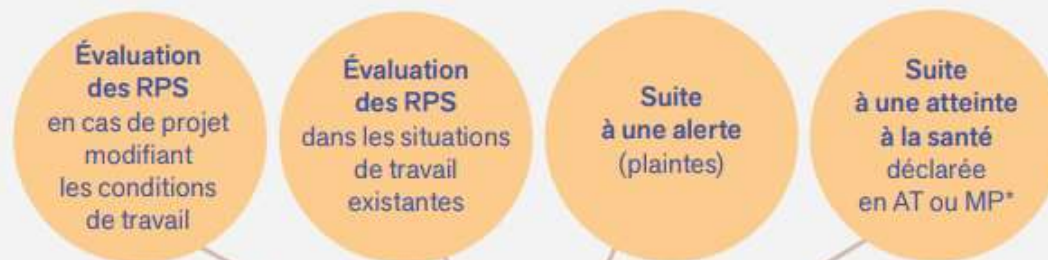 Évaluation
des RPS
en cas de projet
modifiant
les conditions
de travail
Évaluation
des RPS
dans les situations
de travail
existantes
Suite
à une alerte
(plaintes)
Suite
à une atteinte
à la santé
déclarée
en AT ou MP*